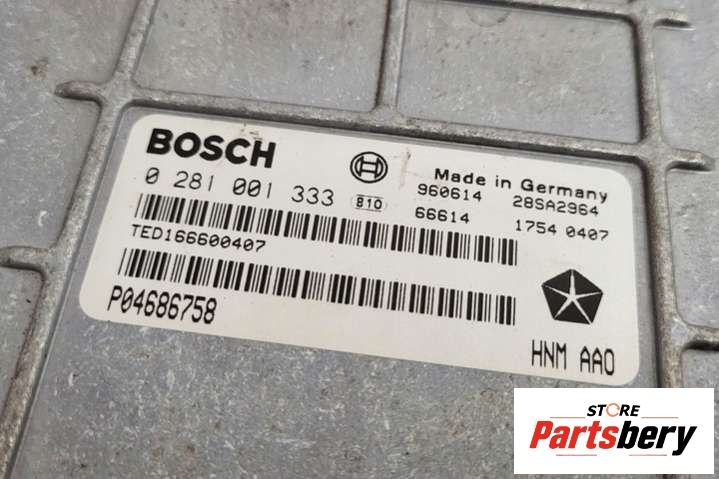 BOSCH
Made in Germany
0 281 001 333 810 960614 28SA2964
66614 1754 0407
TED166600407
P04686758
HNM AAO
STORE
Partsbery